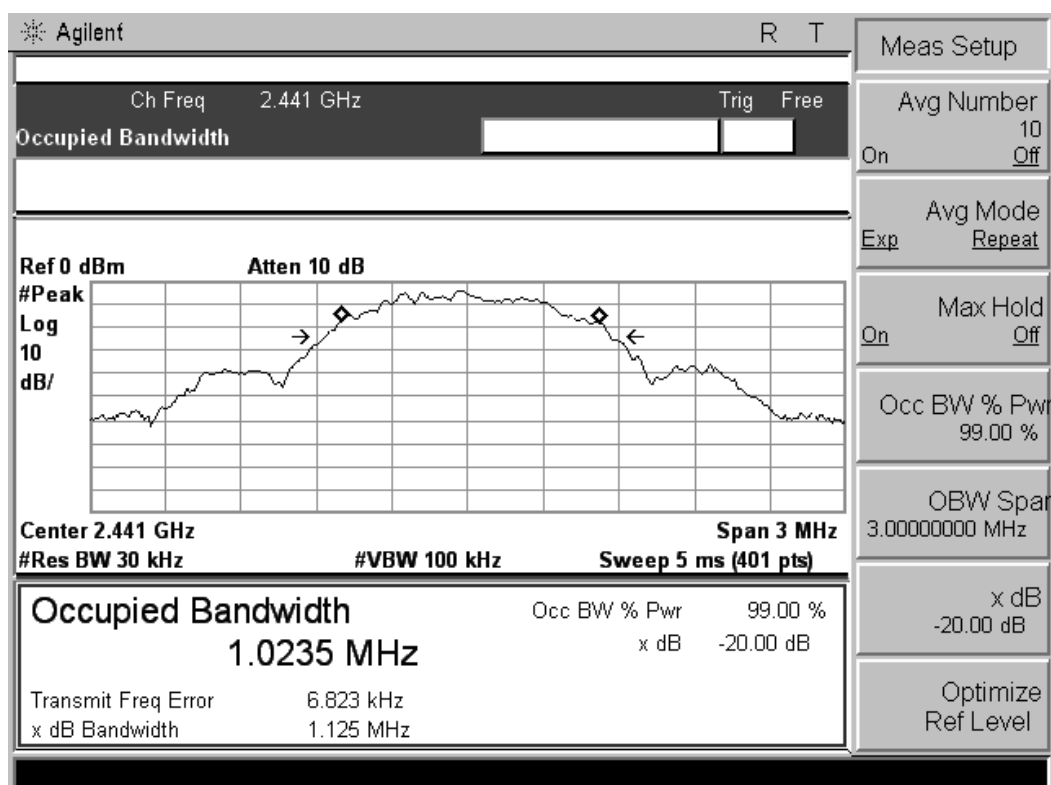 Agilent R T
Ch Freq 2.441 GHz Trig Free
Occupied Bandwidth
Ref 0 dBm Atten 10 dB
#Peak
Log
10
dB/
Center 2.441 GHz Span 3 MHz
#Res BW 30 kHz #VBW 100 kHz Sweep 5 ms (401 pts)
Occupied Bandwidth
1.0235 MHz
Occ BW % Pwr 99.00 %
x dB -20.00 dB
Transmit Freq Error 6.823 kHz
x dB Bandwidth 1.125 MHz
Meas Setup
Avg Number
10
On Off
Avg Mode
Exp Repeat
Max Hold
On Off
Occ BW % Pwr
99.00 %
OBW Spar
3.00000000 MHz
x dB
-20.00 dB
Optimize
Ref Level